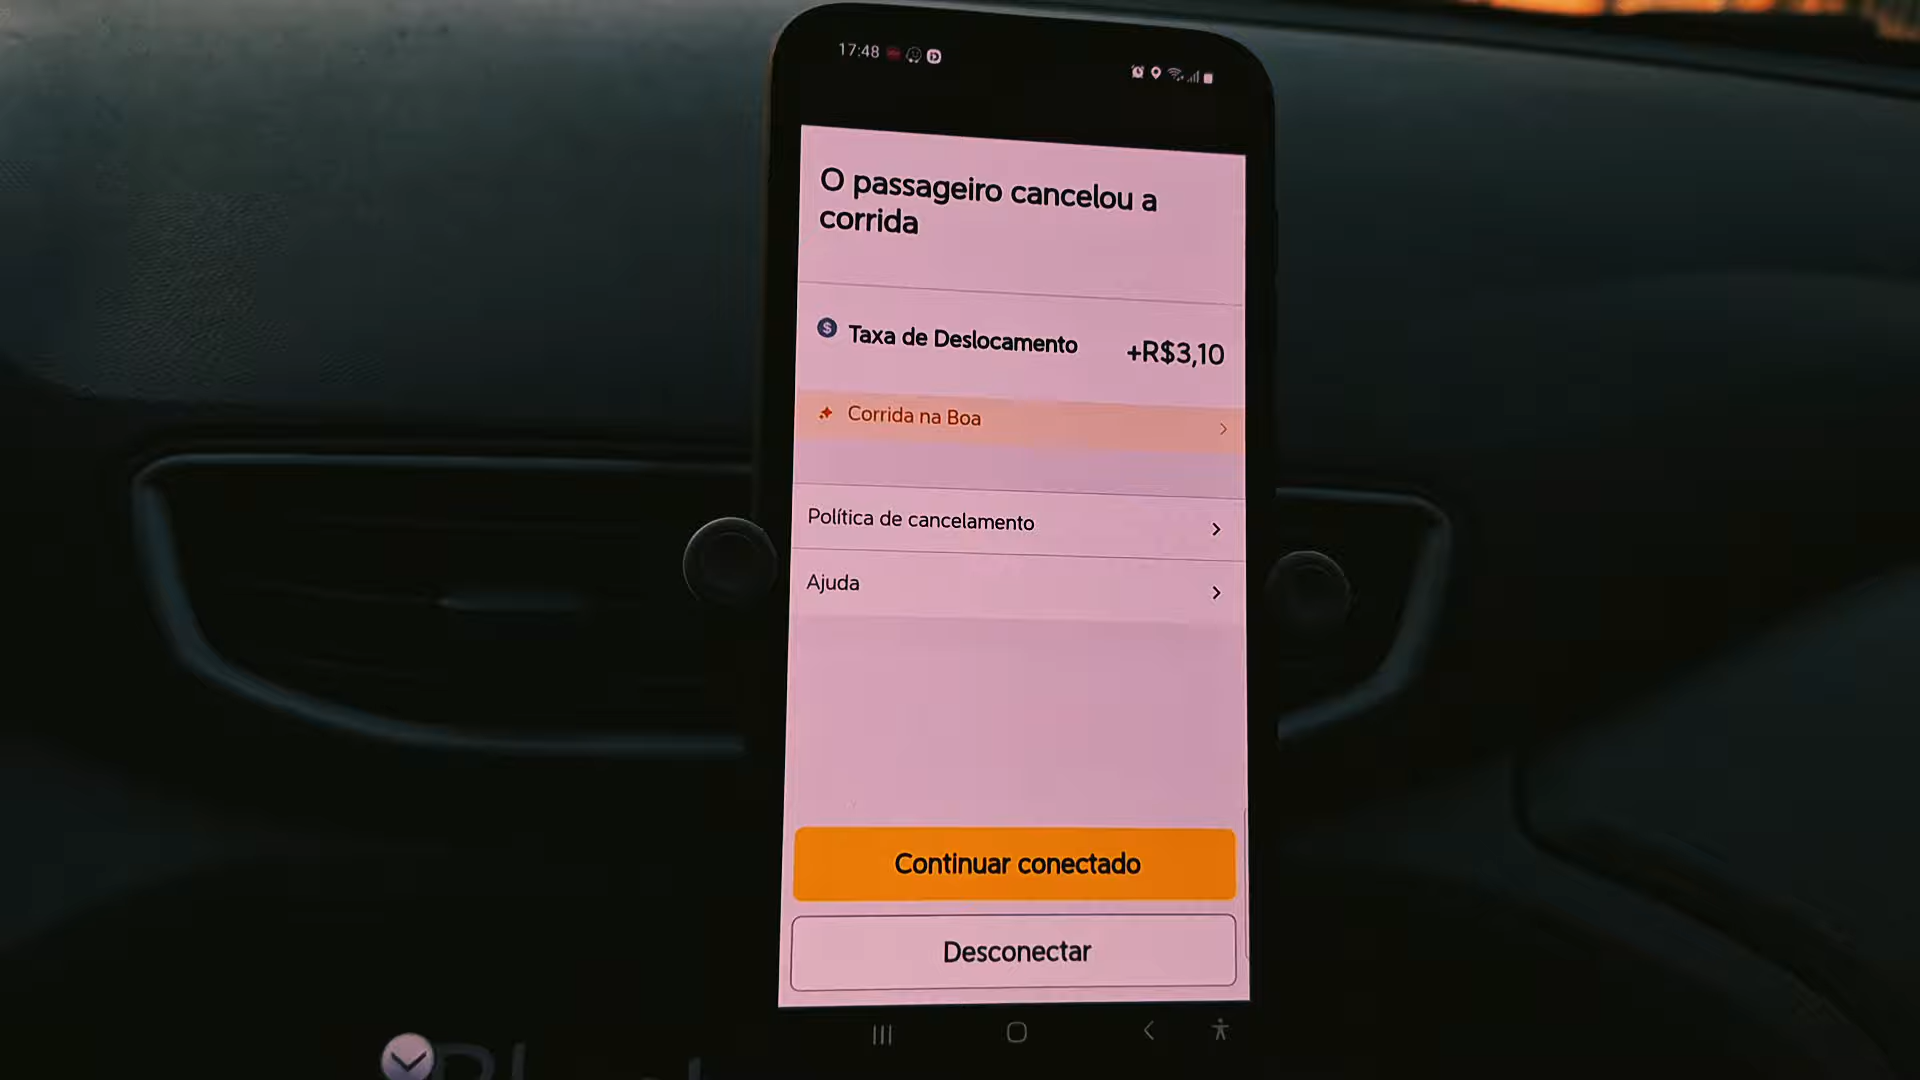 17:48
O passageiro cancelou a
corrida
Taxa de Deslocamento +R$3,10
Corrida na Boa
Política de cancelamento
Ajuda
Continuar conectado
Desconectar